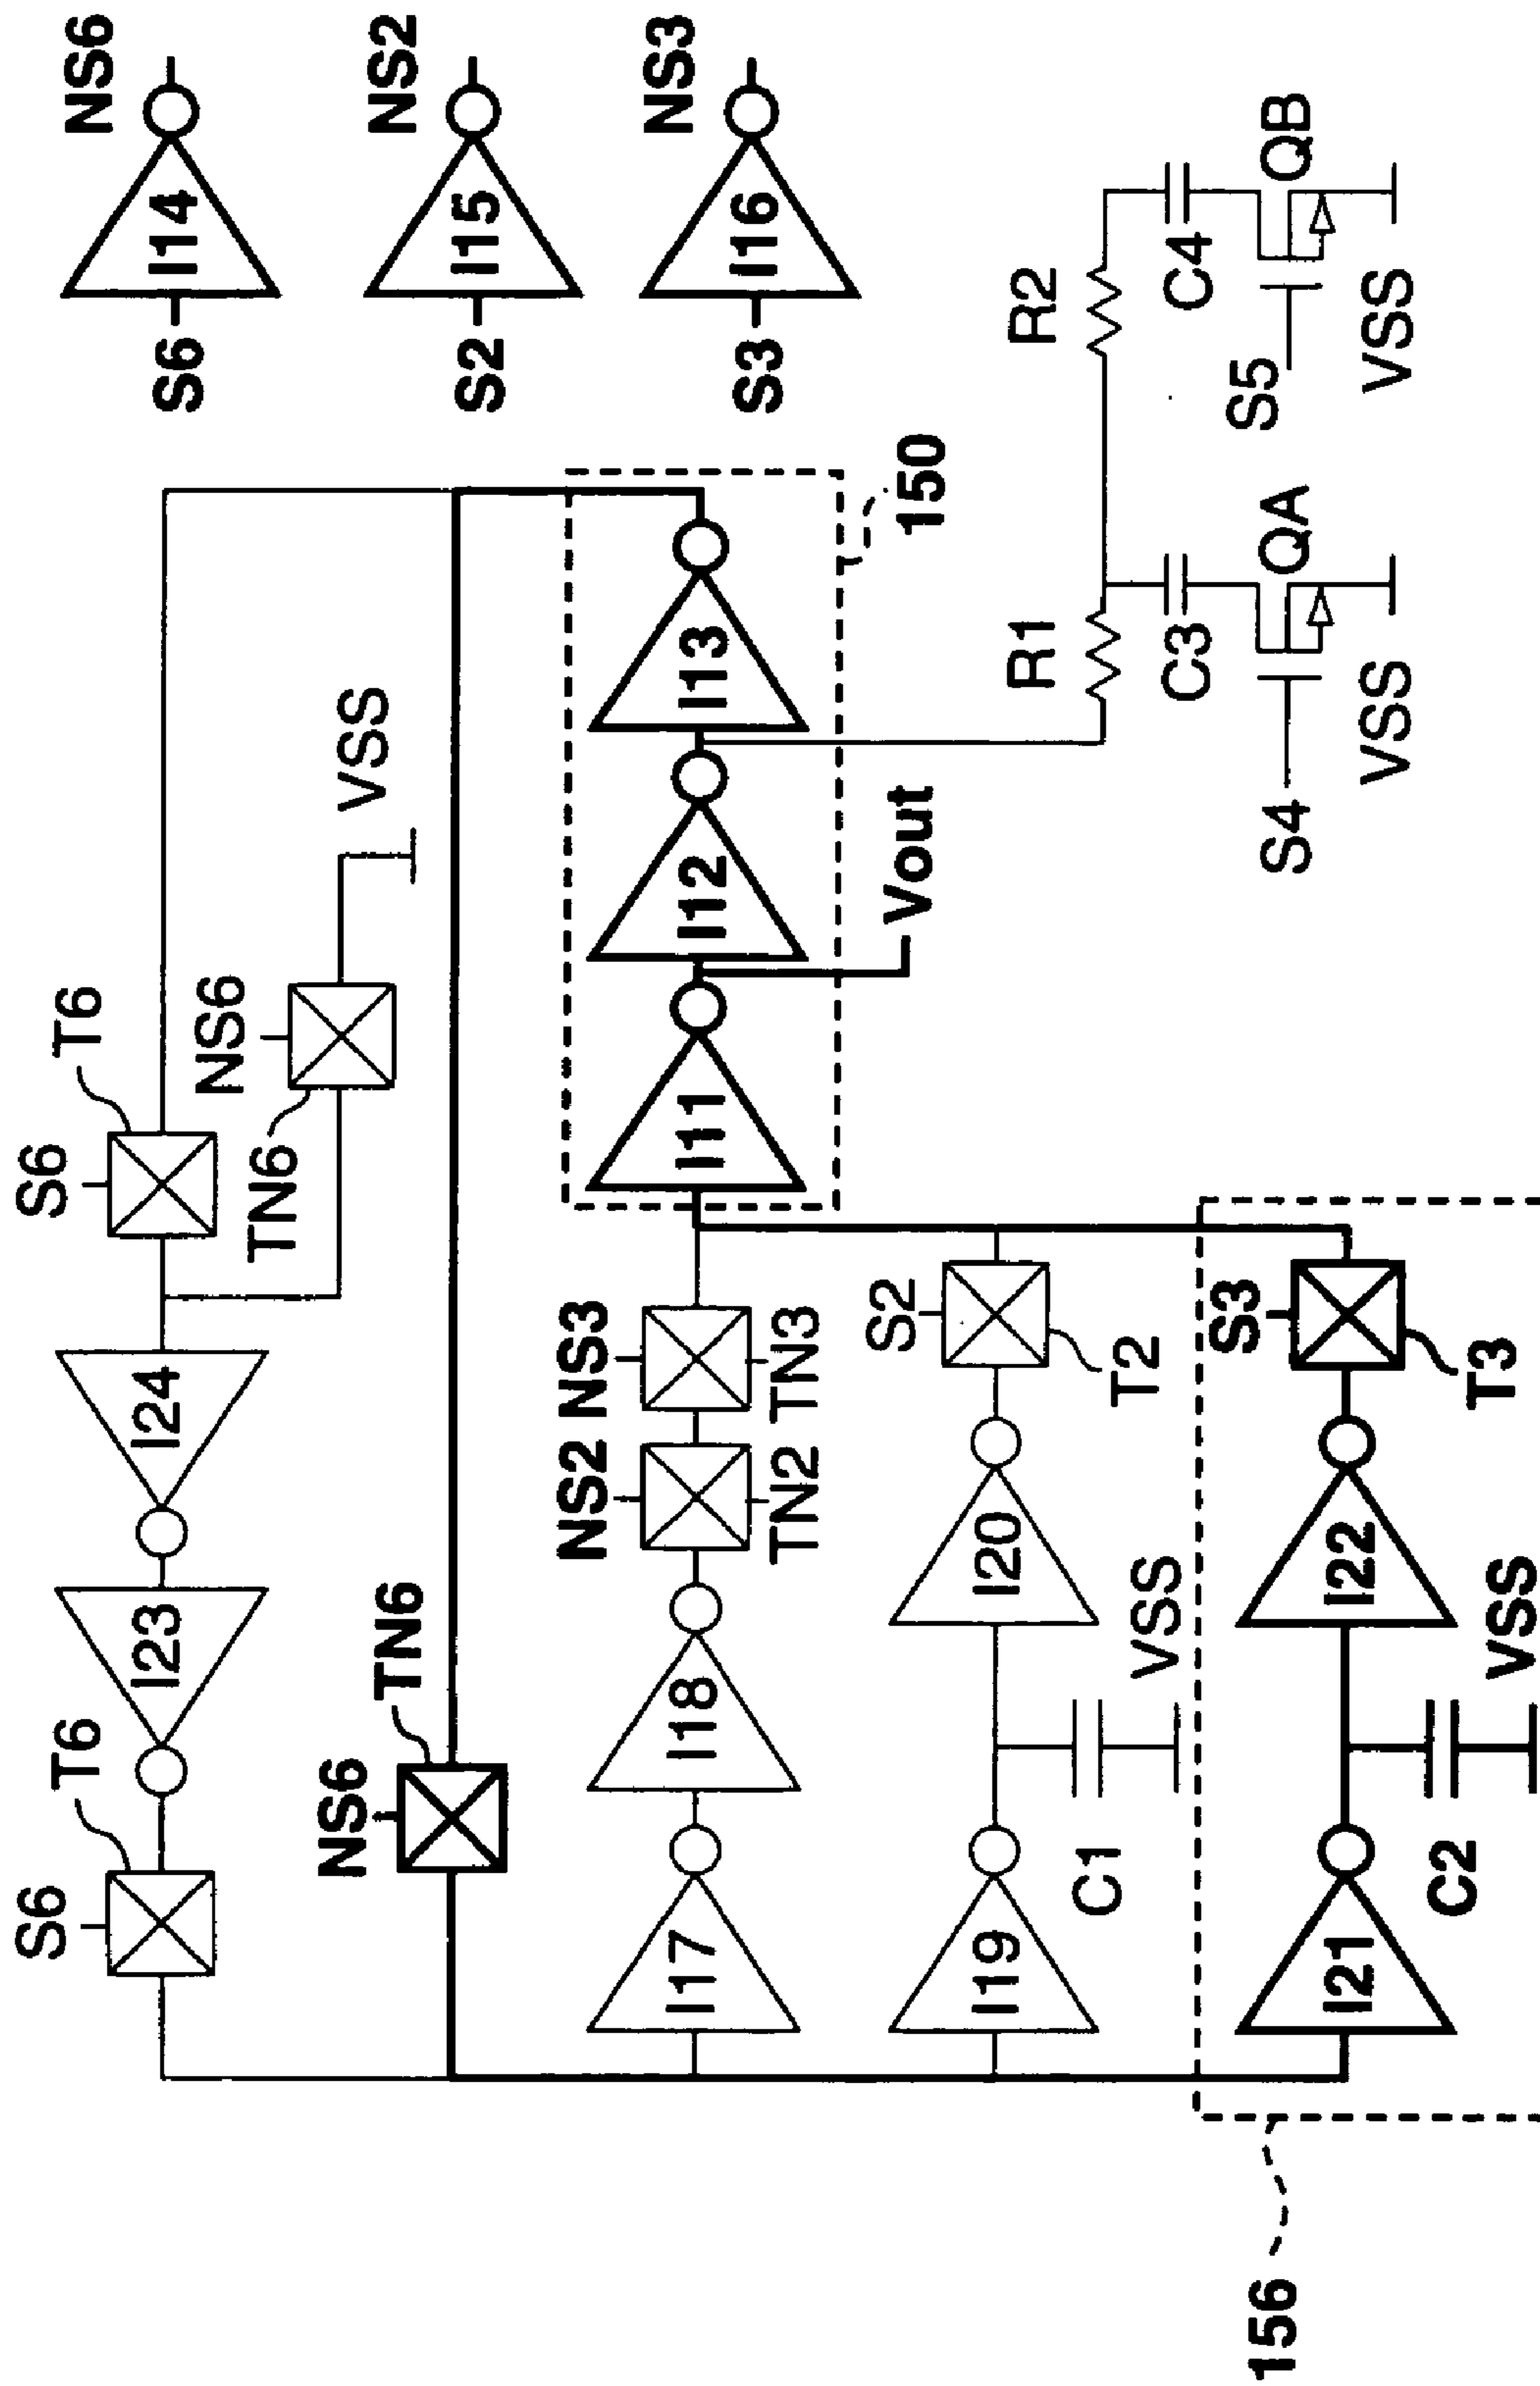 S6
T6
I23
I24
S6
T6
TN6
NS6
VSS
S6
I14
NS6
NS6
TN6
S2
I15
NS2
I17
I18
NS2
NS3
TN2
TN3
I11
I12
I13
150
Vout
S3
I16
NS3
I19
C1
VSS
I20
S2
T2
R1
R2
C3
C4
S4
QA
VSS
S5
QB
VSS
156
I21
C2
VSS
I22
S3
T3